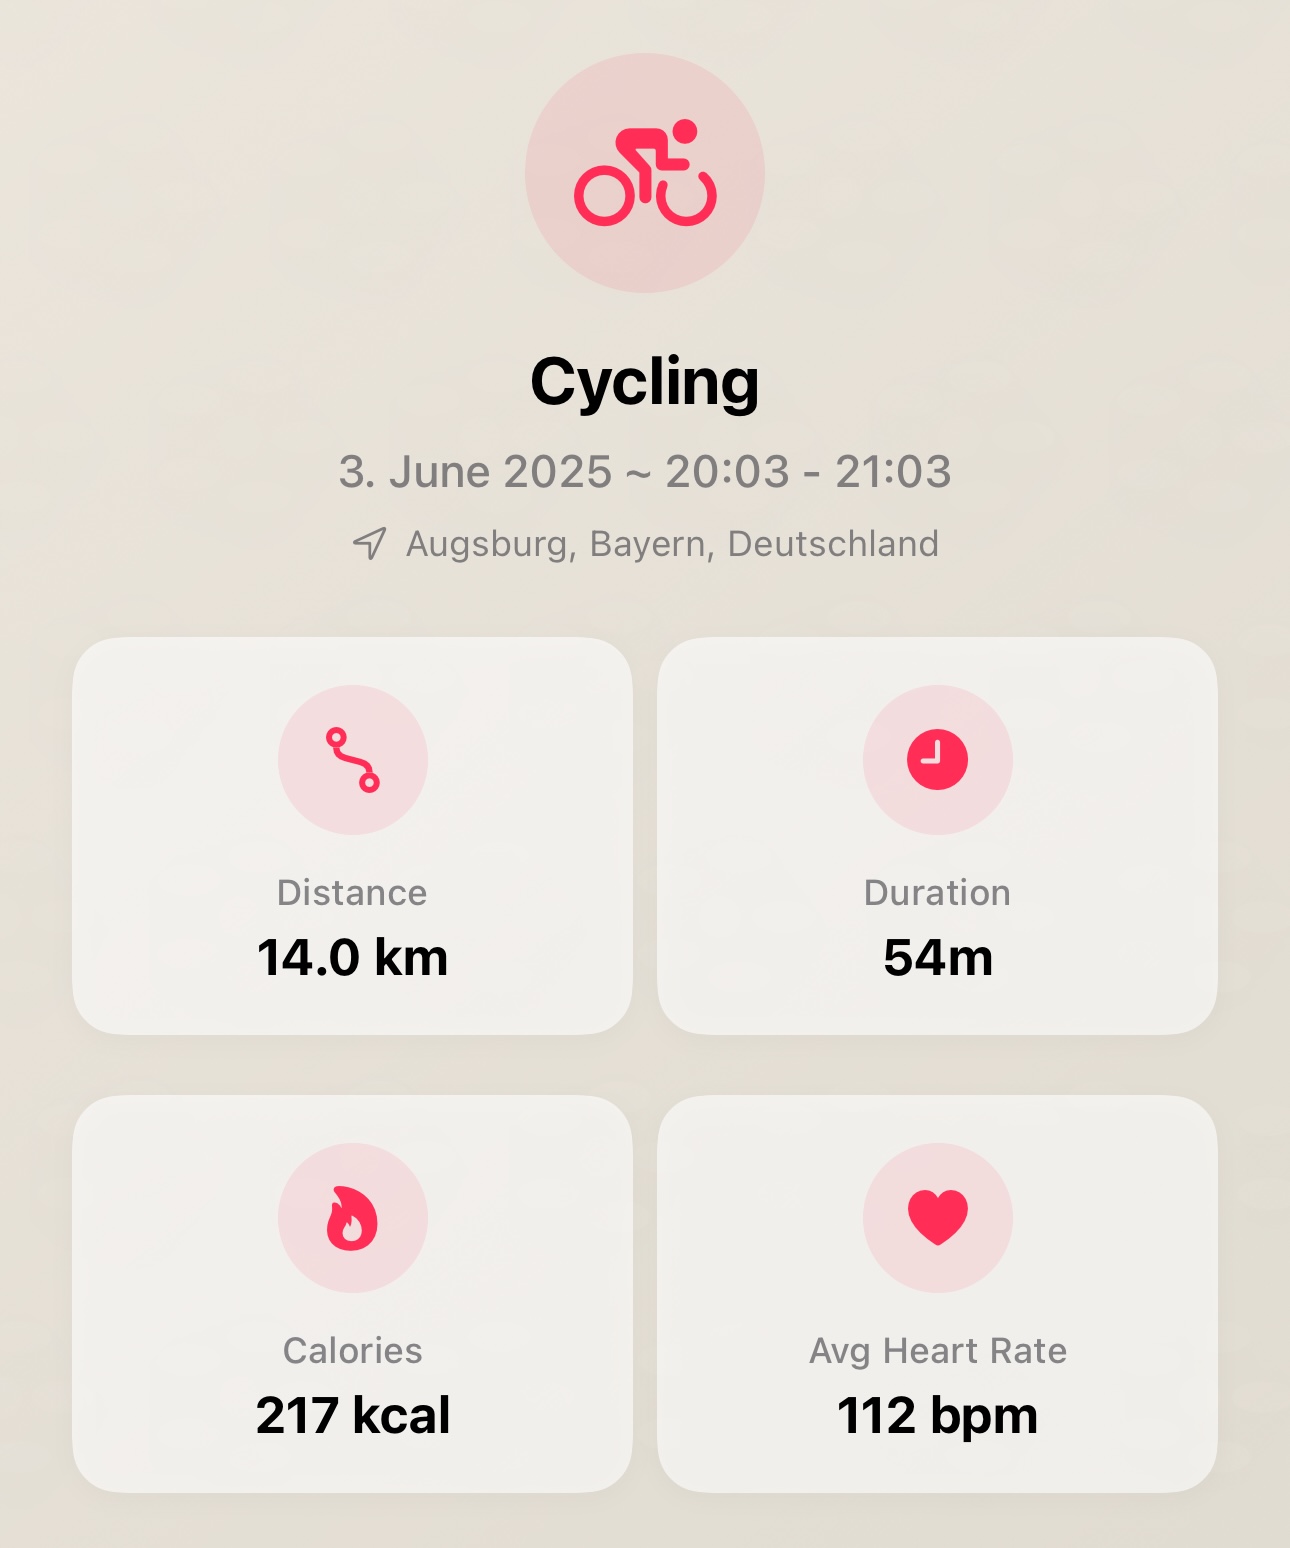 Cycling
3. June 2025 ~ 20:03 - 21:03
Augsburg, Bayern, Deutschland
Distance
14.0 km
Duration
54m
Calories
217 kcal
Avg Heart Rate
112 bpm